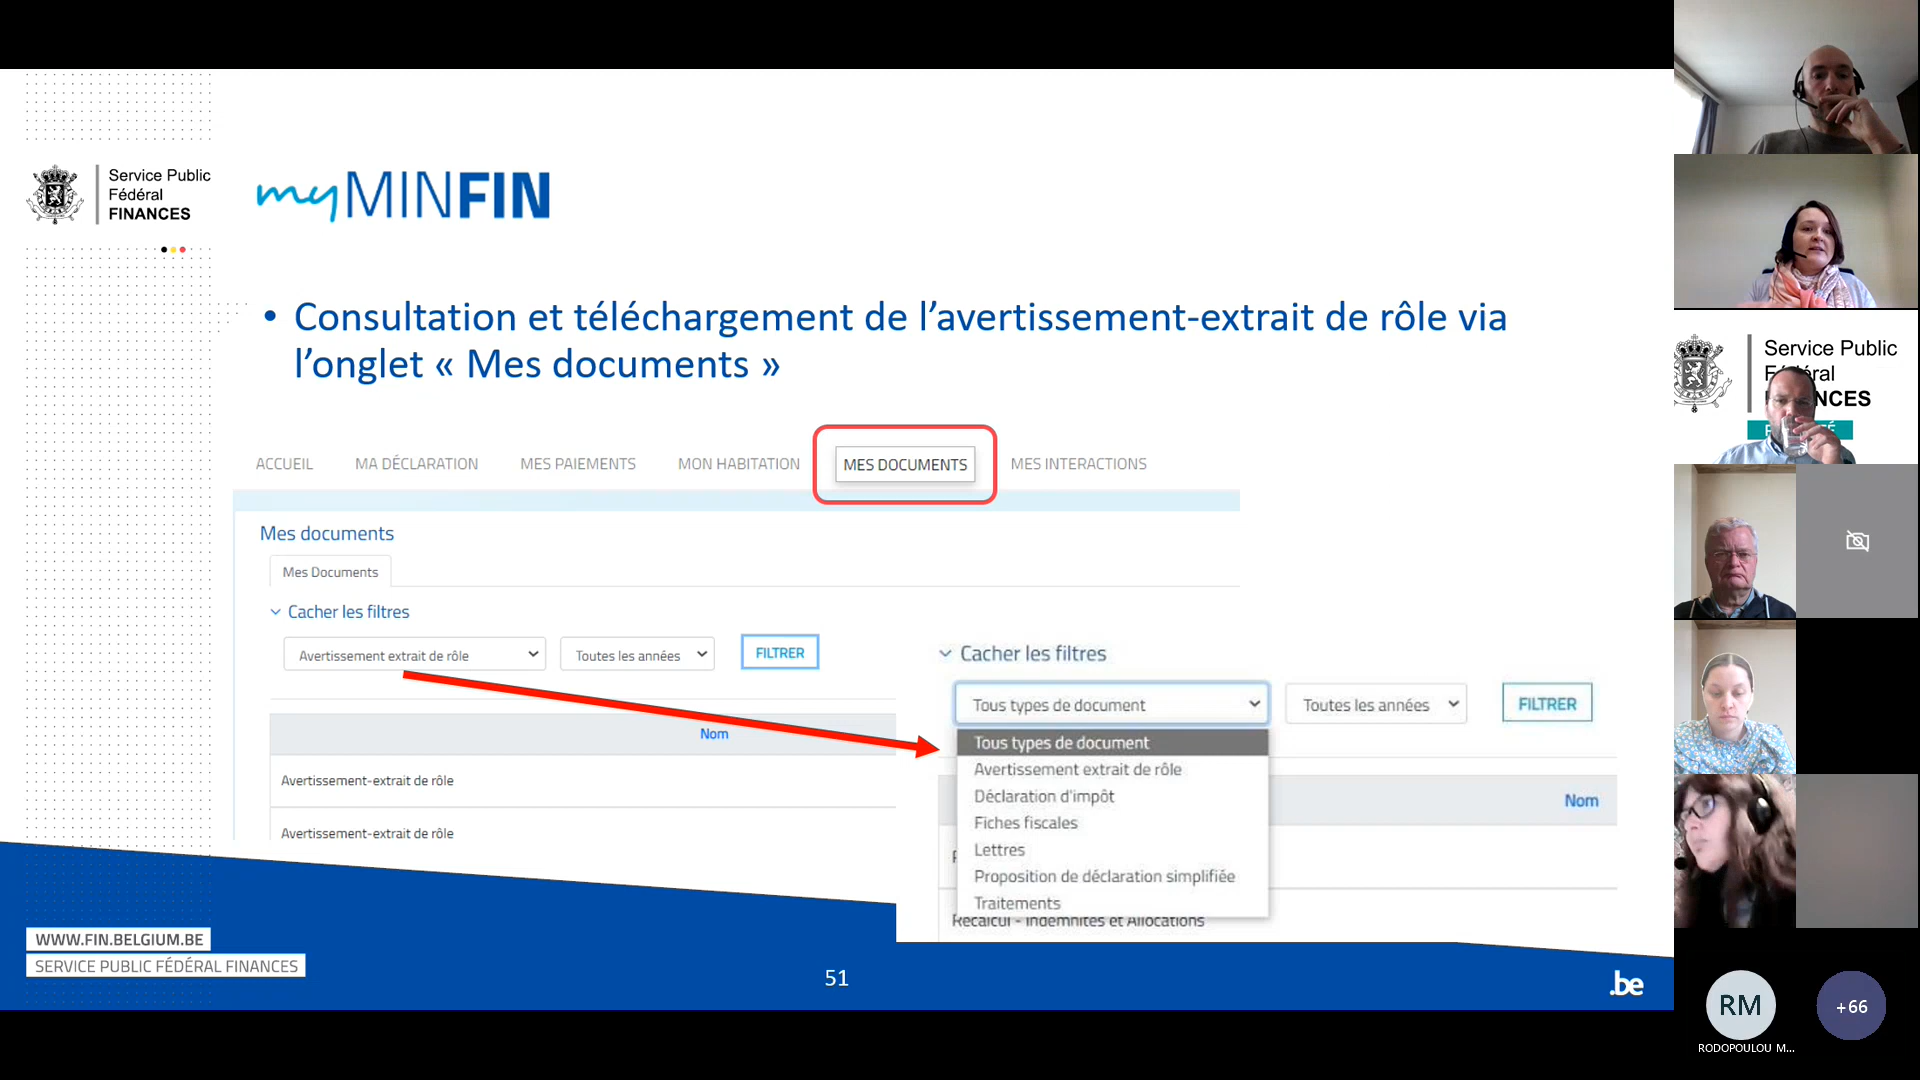 Service Public
Fédéral
FINANCES
myMINFIN
• Consultation et téléchargement de l’avertissement-extrait de rôle via
l’onglet « Mes documents »
ACCUEIL MA DÉCLARATION MES PAIEMENTS MON HABITATION MES DOCUMENTS MES INTERACTIONS
Mes documents
Mes Documents
Cacher les filtres
Avertissement extrait de rôle Toutes les années FILTRER
Nom
Avertissement-extrait de rôle
Avertissement-extrait de rôle
Cacher les filtres
Tous types de document Toutes les années FILTRER
Tous types de document
Avertissement extrait de rôle
Déclaration d'impôt
Fiches fiscales
Lettres
Proposition de déclaration simplifiée
Traitements
Nom
Recalcul - Indemnités et Allocations
WWW.FIN.BELGIUM.BE
SERVICE PUBLIC FÉDÉRAL FINANCES
51
.be
Service Public
FINANCES
RM
+66
RODOPOULOU M...